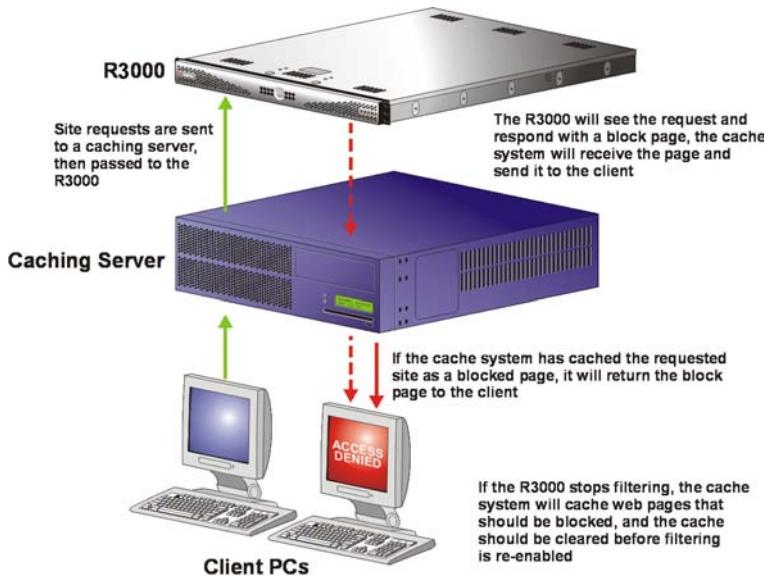 R3000
Site requests are sent
to a caching server,
then passed to the
R3000
The R3000 will see the request and
respond with a block page, the cache
system will receive the page and
send it to the client
Caching Server
If the cache system has cached the requested
site as a blocked page, it will return the block
page to the client
ACCESS
DENIED
If the R3000 stops filtering, the cache
system will cache web pages that
should be blocked, and the cache
should be cleared before filtering
is re-enabled
Client PCs